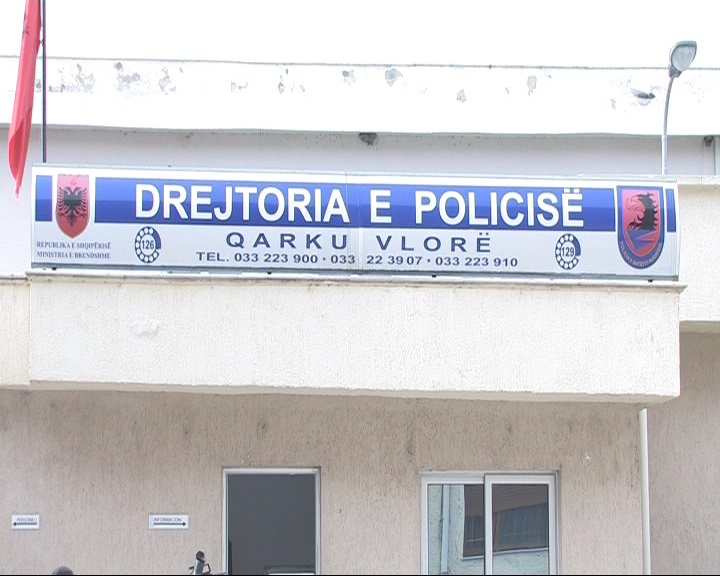 DREJTORIA E POLICISË
REPUBLIKA E SHQIPËRISË
MINISTRIA E BRENDSHME
126
QARKU VLORË
129
TEL. 033 223 900 · 033 22 39 07 · 033 223 910
INFORMACION